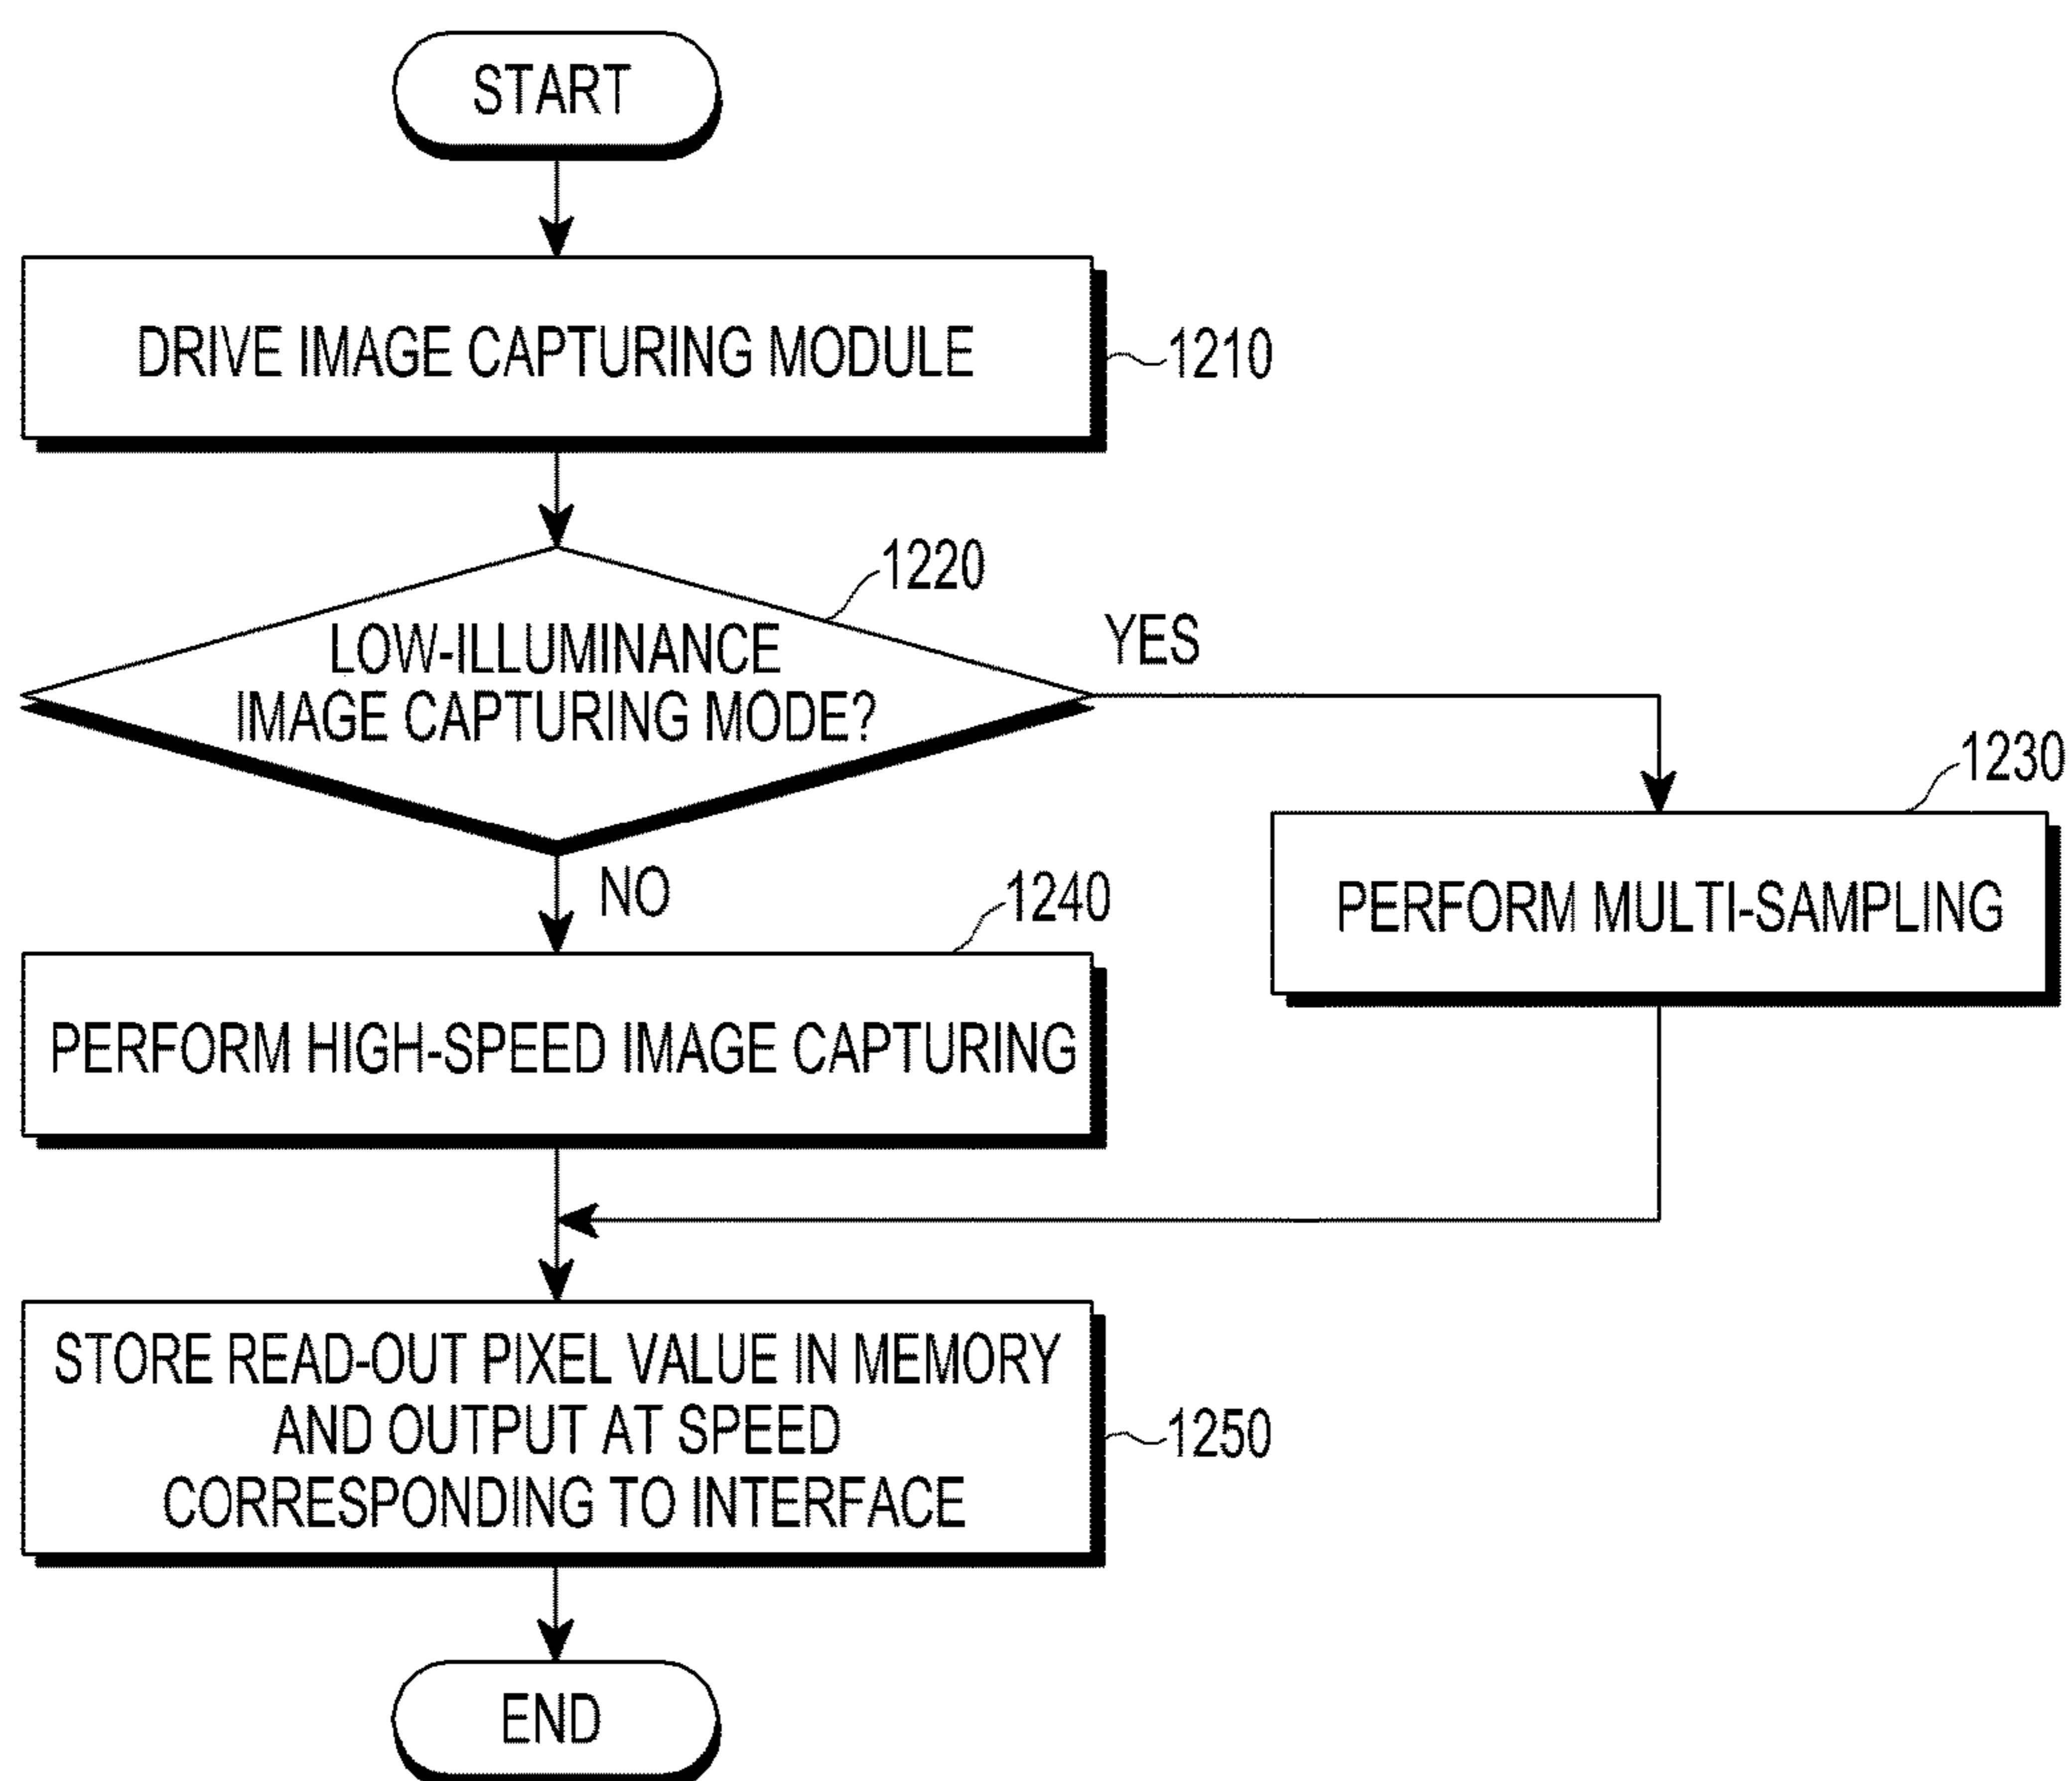 START
DRIVE IMAGE CAPTURING MODULE
1210
1220
LOW-ILLUMINANCE
IMAGE CAPTURING MODE?
YES
1230
PERFORM MULTI-SAMPLING
NO
1240
PERFORM HIGH-SPEED IMAGE CAPTURING
STORE READ-OUT PIXEL VALUE IN MEMORY
AND OUTPUT AT SPEED
CORRESPONDING TO INTERFACE
1250
END